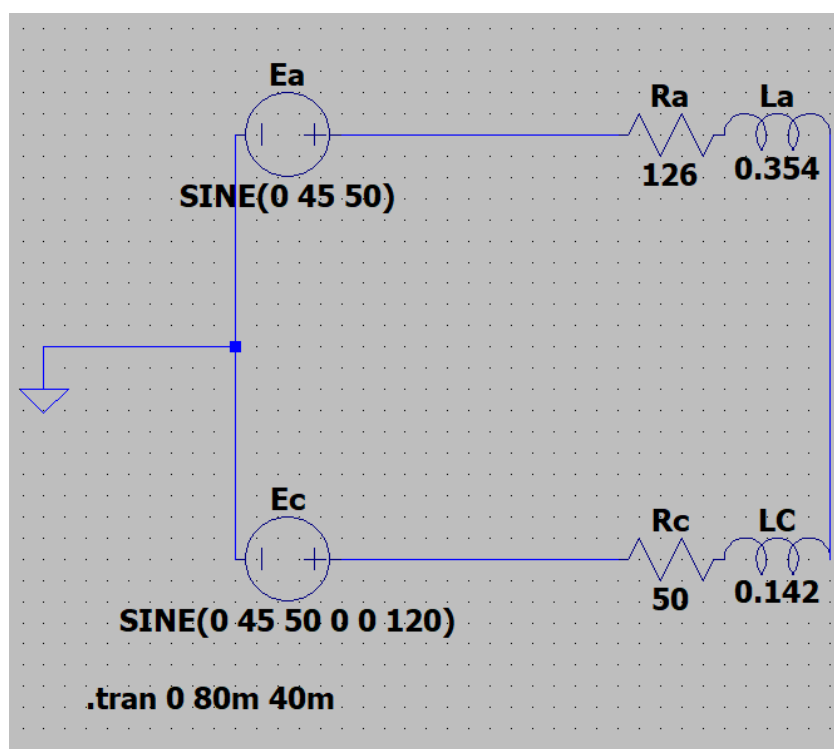 Ea
Ra La
126 0.354
SINE(0 45 50)
Ec
Rc LC
50 0.142
SINE(0 45 50 0 0 120)
.tran 0 80m 40m